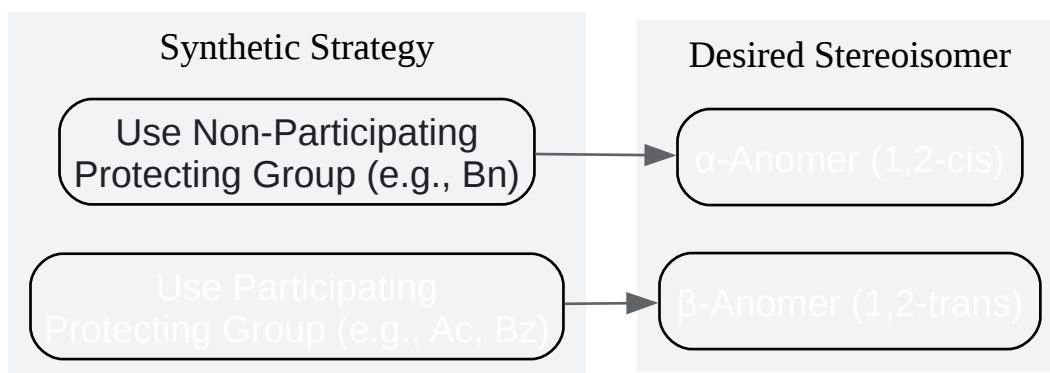 Synthetic Strategy
Desired Stereoisomer
Use Non-Participating
Protecting Group (e.g., Bn)
α-Anomer (1,2-cis)
Use Participating
Protecting Group (e.g., Ac, Bz)
β-Anomer (1,2-trans)